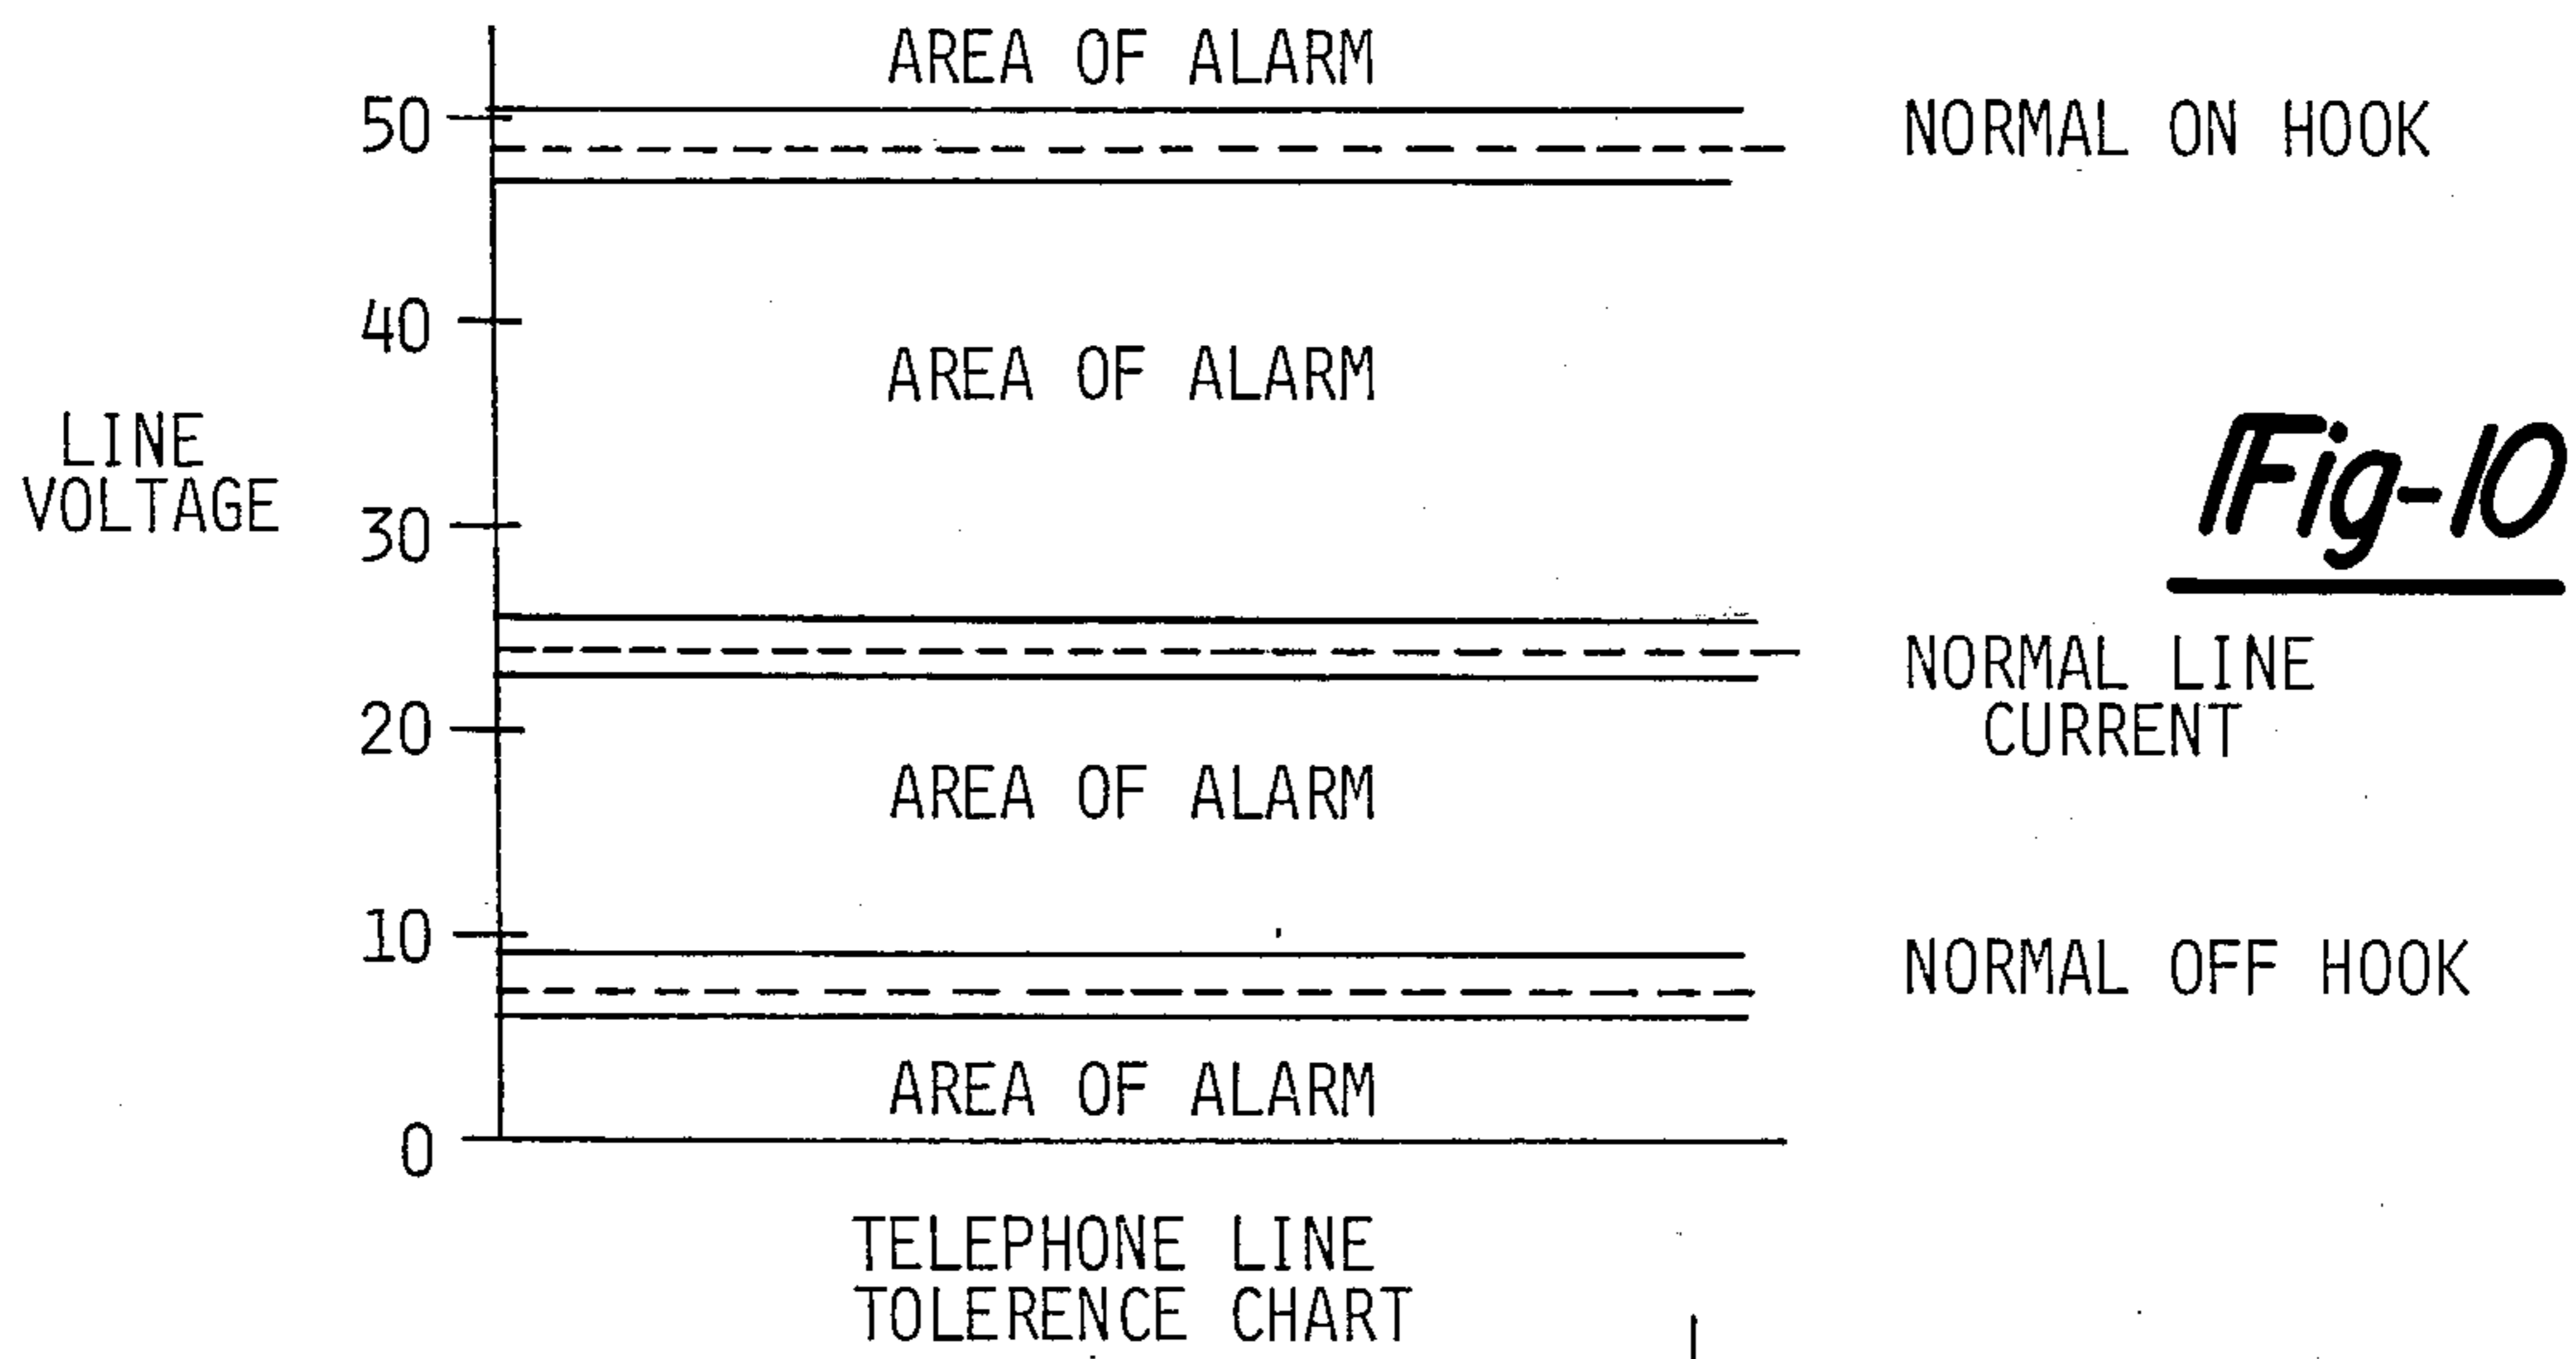 AREA OF ALARM
50
NORMAL ON HOOK
40
AREA OF ALARM
LINE
VOLTAGE
30
Fig-10
NORMAL LINE
CURRENT
20
AREA OF ALARM
10
NORMAL OFF HOOK
AREA OF ALARM
0
TELEPHONE LINE
TOLERENCE CHART